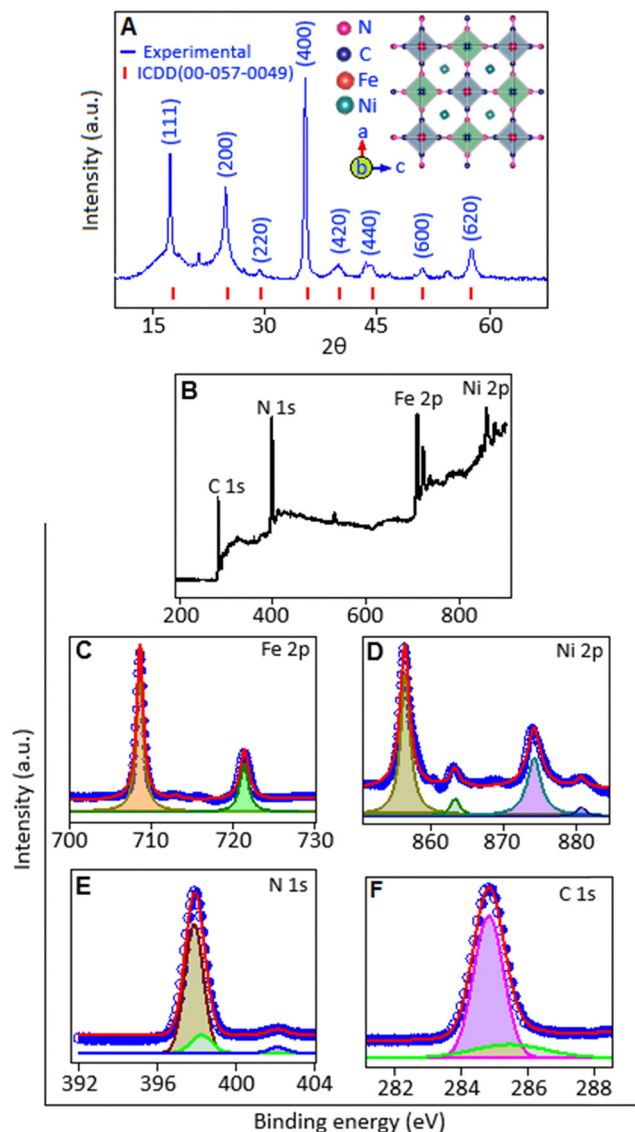 A
Experimental
ICDD(00-057-0049)
(111)
(200)
(220)
(400)
(420)
(440)
(600)
(620)
N
C
Fe
Ni
a
b
c
Intensity (a.u.)
15 30 45 60
2θ
B
C 1s
N 1s
Fe 2p
Ni 2p
200 400 600 800
C
Fe 2p
700 710 720 730
D
Ni 2p
860 870 880
Intensity (a.u.)
E
N 1s
392 396 400 404
F
C 1s
282 284 286 288
Binding energy (eV)